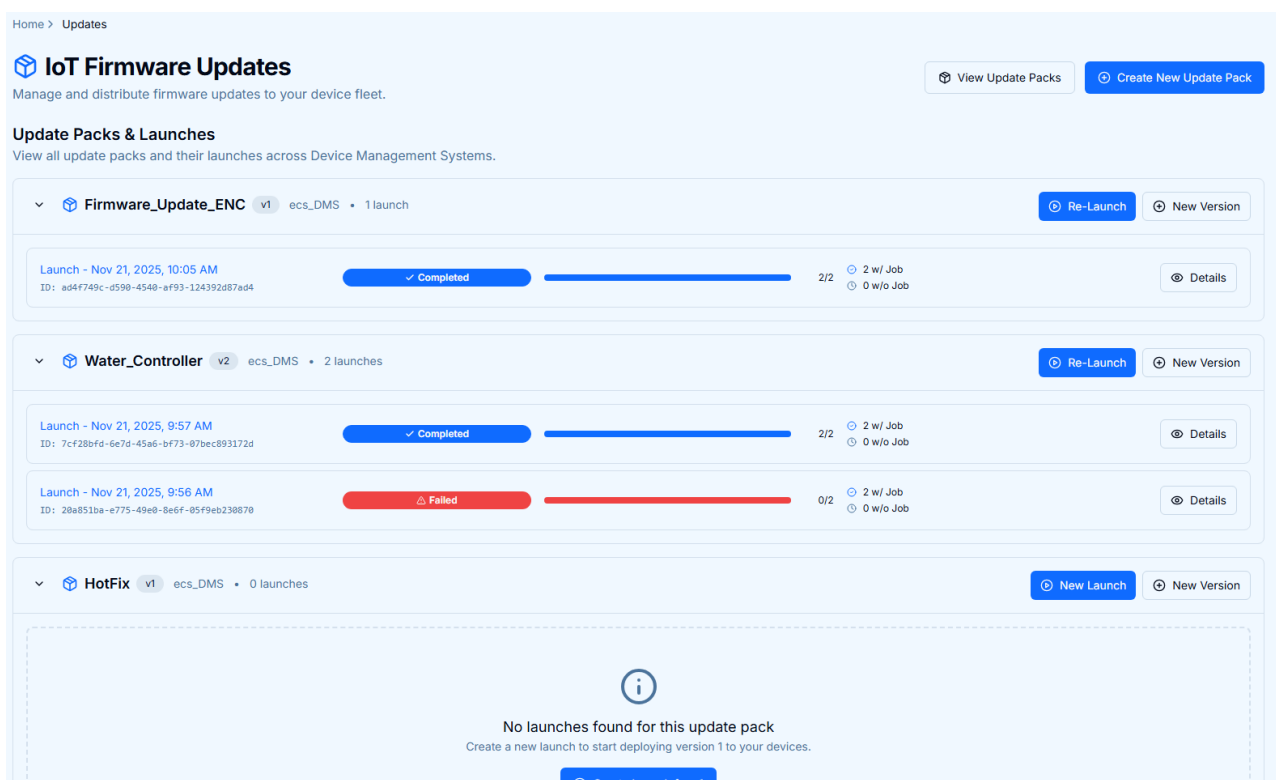 Home > Updates
IoT Firmware Updates
Manage and distribute firmware updates to your device fleet.
View Update Packs
Create New Update Pack
Update Packs & Launches
View all update packs and their launches across Device Management Systems.
Firmware_Update_ENC v1 ecs_DMS • 1 launch
Re-Launch
New Version
Launch - Nov 21, 2025, 10:05 AM
ID: ad4f749c-d590-4540-af93-124392d87ad4
Completed
2/2
2 w/ Job
0 w/o Job
Details
Water_Controller v2 ecs_DMS • 2 launches
Re-Launch
New Version
Launch - Nov 21, 2025, 9:57 AM
ID: 7cf28bfd-6e7d-45a6-bf73-07bec893172d
Completed
2/2
2 w/ Job
0 w/o Job
Details
Launch - Nov 21, 2025, 9:56 AM
ID: 20a851ba-e775-49e0-8e6f-05f9eb230870
Failed
0/2
2 w/ Job
0 w/o Job
Details
HotFix v1 ecs_DMS • 0 launches
New Launch
New Version
No launches found for this update pack
Create a new launch to start deploying version 1 to your devices.